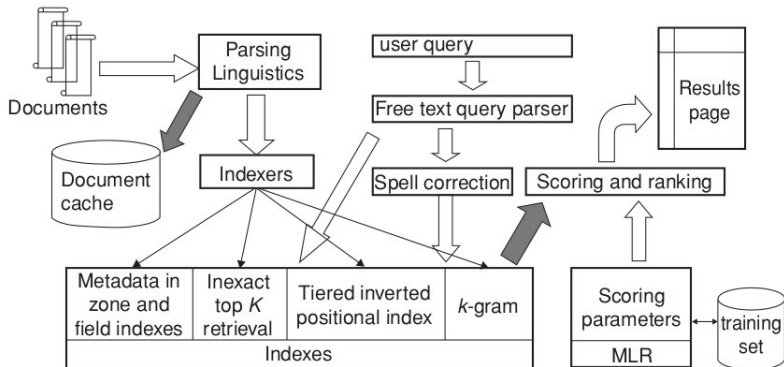 Documents
Parsing
Linguistics
user query
Free text query parser
Results
page
Document
cache
Indexers
Spell correction
Scoring and ranking
Metadata in
zone and
field indexes
Inexact
top K
retrieval
Tiered inverted
positional index
k-gram
Indexes
Scoring
parameters
MLR
training
set